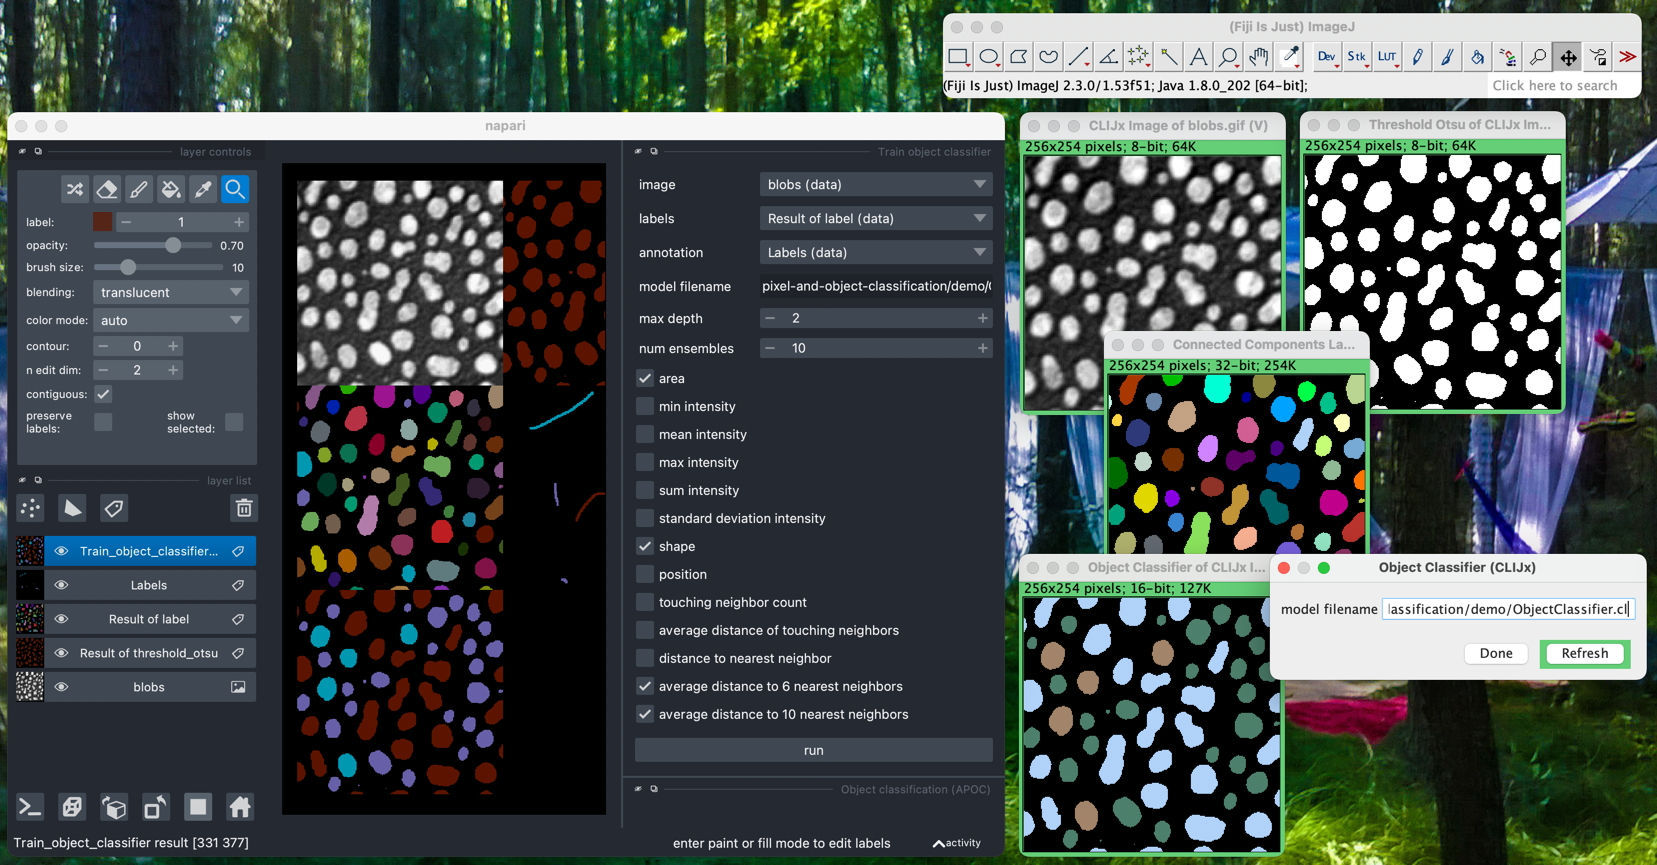 (Fiji Is Just) ImageJ
Dev Stk LUT
(Fiji Is Just) ImageJ 2.3.0/1.53f51; Java 1.8.0_202 [64-bit];
Click here to search
napari
layer controls
label: 1
opacity: 0.70
brush size: 10
blending: translucent
color mode: auto
contour: 0
n edit dim: 2
contiguous:
preserve labels:
show selected:
layer list
Train_object_classifier...
Labels
Result of label
Result of threshold_otsu
blobs
Train_object_classifier result [331 377]
Train object classifier
image blobs (data)
labels Result of label (data)
annotation Labels (data)
model filename pixel-and-object-classification/demo/
max depth 2
num ensembles 10
area
min intensity
mean intensity
max intensity
sum intensity
standard deviation intensity
shape
position
touching neighbor count
average distance of touching neighbors
distance to nearest neighbor
average distance to 6 nearest neighbors
average distance to 10 nearest neighbors
run
Object classification (APOC)
enter paint or fill mode to edit labels
activity
CLIJx Image of blobs.gif (V)
256x254 pixels; 8-bit; 64K
Threshold Otsu of CLIJx Im...
256x254 pixels; 8-bit; 64K
Connected Components La...
256x254 pixels; 32-bit; 254K
Object Classifier of CLIJx I...
256x254 pixels; 16-bit; 127K
Object Classifier (CLIJx)
model filename lassification/demo/ObjectClassifier.cl
Done
Refresh